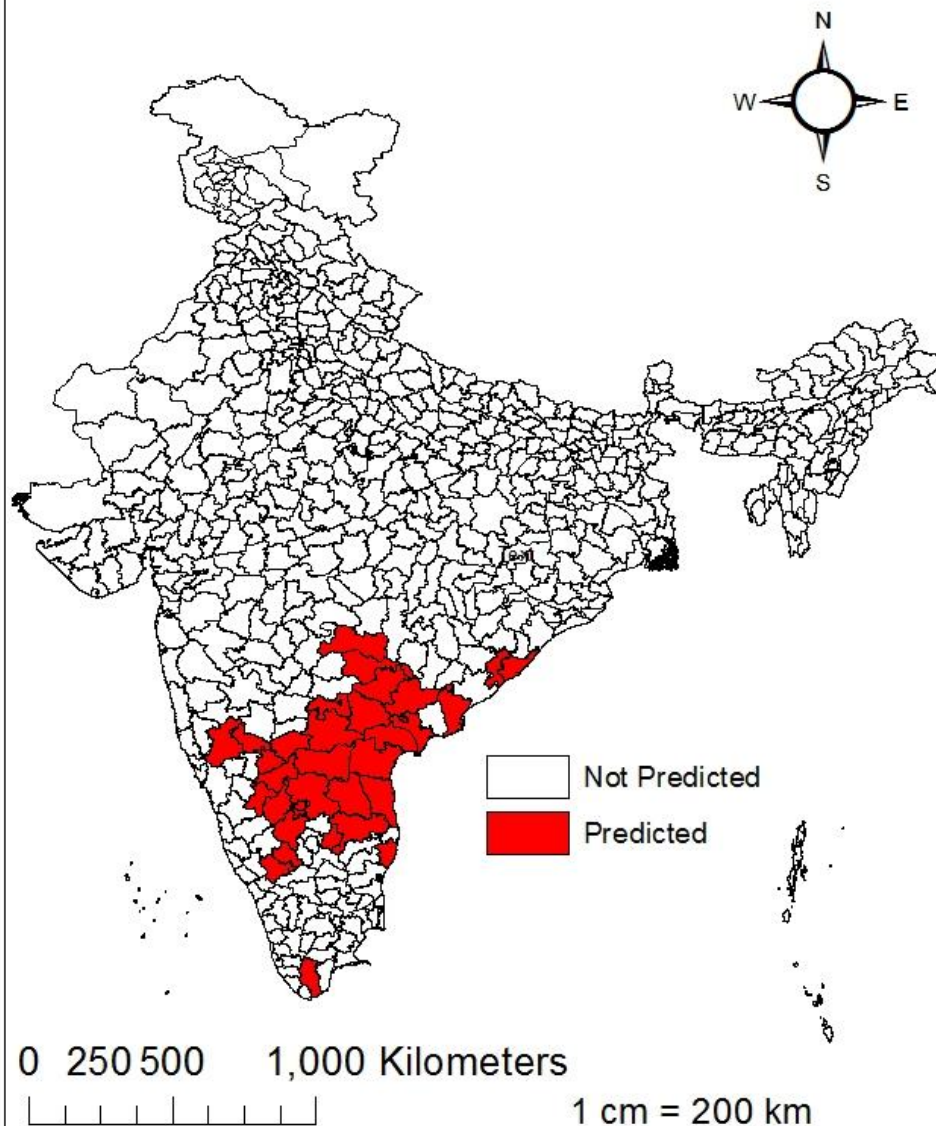 N
W E
S
Not Predicted
Predicted
0 250 500 1,000 Kilometers
1 cm = 200 km